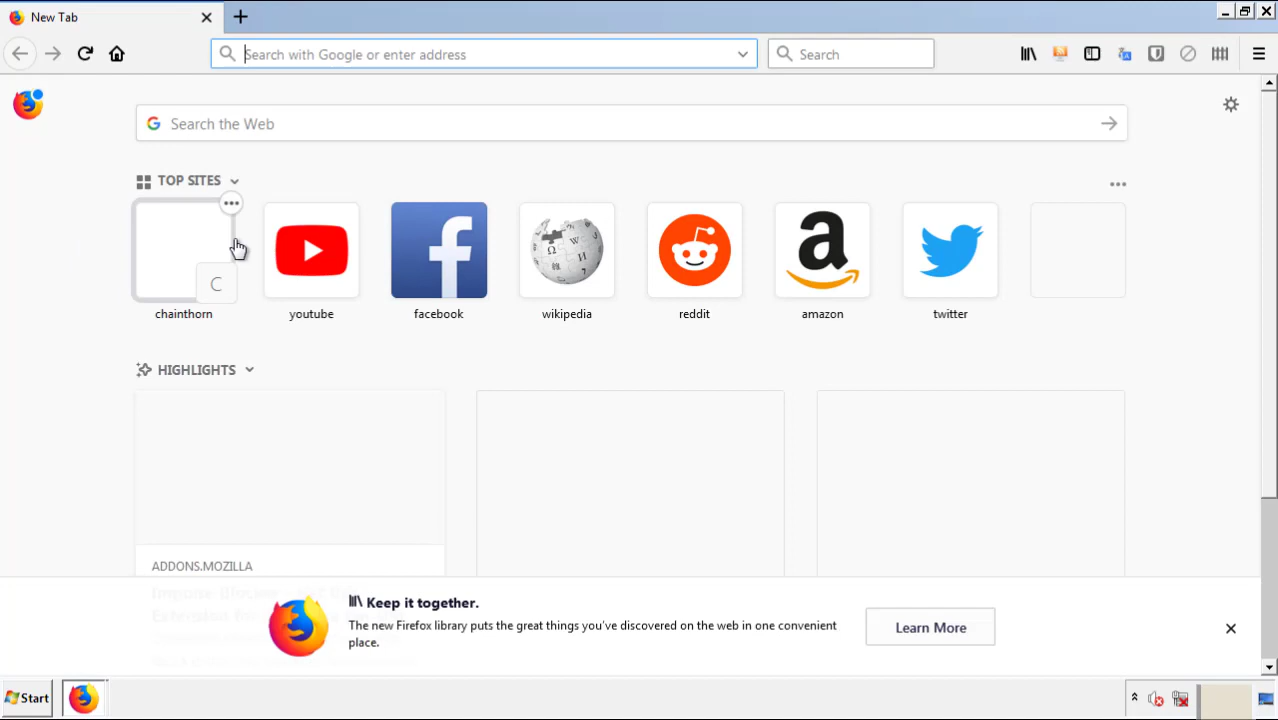 New Tab
Search with Google or enter address
Search
Search the Web
TOP SITES
C
chainthorn
youtube
facebook
wikipedia
reddit
amazon
twitter
HIGHLIGHTS
ADDONS.MOZILLA
Keep it together.
The new Firefox library puts the great things you've discovered on the web in one convenient
place.
Learn More
Start